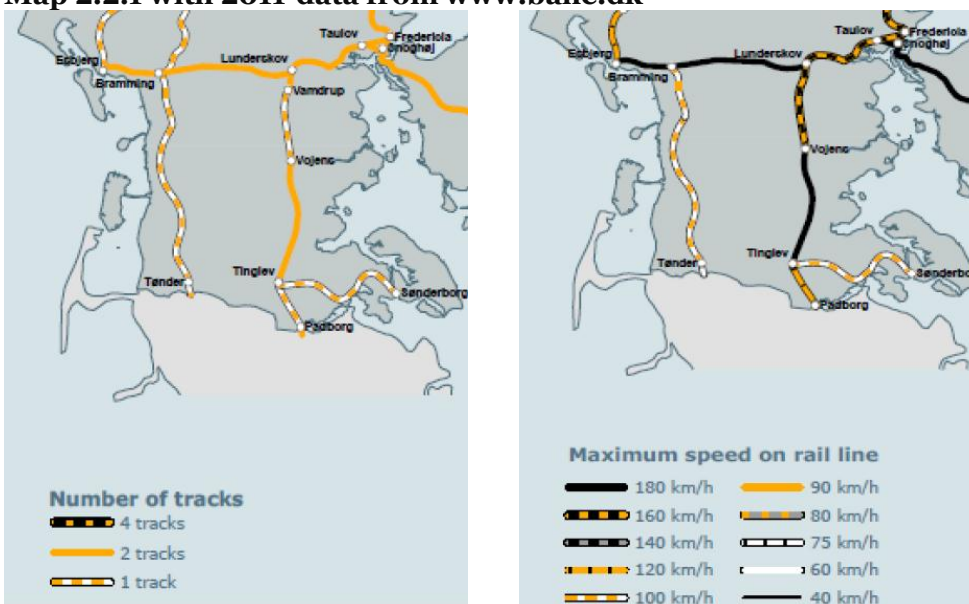 Map 2.2.1 with 2011 data from www.bane.dk
Taulov
Fredericia
Snoghøj
Esbjerg
Lunderskov
Bramming
Vamdrup
Vojens
Tinglev
Tønder
Sønderborg
Padborg
Number of tracks
4 tracks
2 tracks
1 track
Taulov
Fredericia
Snoghøj
Esbjerg
Lunderskov
Bramming
Vojens
Tinglev
Tønder
Sønderbo
Padborg
Maximum speed on rail line
180 km/h 90 km/h
160 km/h 80 km/h
140 km/h 75 km/h
120 km/h 60 km/h
100 km/h 40 km/h